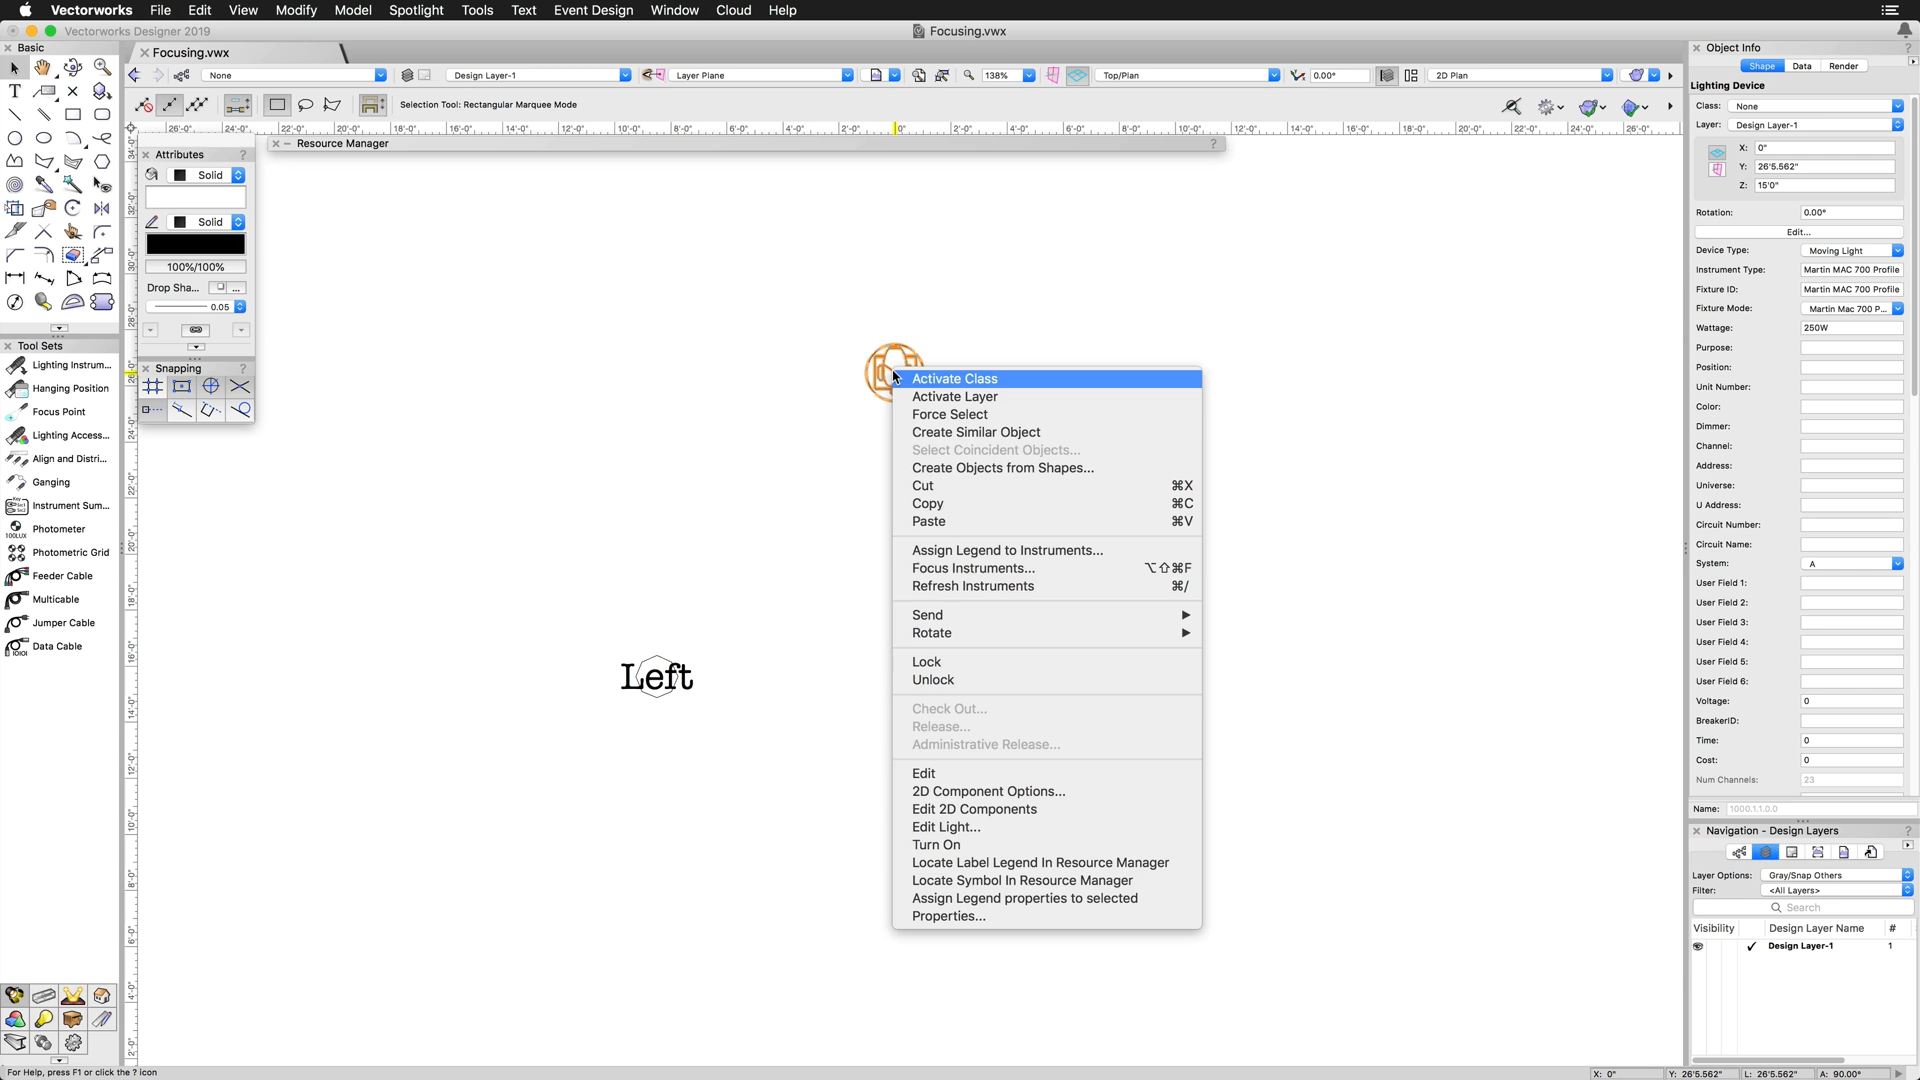 Vectorworks File Edit View Modify Model Spotlight Tools Text Event Design Window Cloud Help
Vectorworks Designer 2019
Focusing.vwx
Basic
Focusing.vwx
None
Design Layer-1
Layer Plane
138%
Top/Plan
0.00°
2D Plan
Selection Tool: Rectangular Marquee Mode
Resource Manager ?
Attributes ?
Solid
Solid
100%/100%
Drop Sha... ...
0.05
Snapping ?
Tool Sets
Lighting Instrum...
Hanging Position
Focus Point
Lighting Access...
Align and Distri...
Ganging
Instrument Sum...
Photometer
Photometric Grid
Feeder Cable
Multicable
Jumper Cable
Data Cable
Left
Activate Class
Activate Layer
Force Select
Create Similar Object
Select Coincident Objects...
Create Objects from Shapes...
Cut ⌘X
Copy ⌘C
Paste ⌘V
Assign Legend to Instruments...
Focus Instruments... ⌥⇧⌘F
Refresh Instruments ⌘/
Send
Rotate
Lock
Unlock
Check Out...
Release...
Administrative Release...
Edit
2D Component Options...
Edit 2D Components
Edit Light...
Turn On
Locate Label Legend In Resource Manager
Locate Symbol In Resource Manager
Assign Legend properties to selected
Properties...
Object Info ?
Shape Data Render
Lighting Device
Class: None
Layer: Design Layer-1
X: 0"
Y: 26'5.562"
Z: 15'0"
Rotation: 0.00°
Edit...
Device Type: Moving Light
Instrument Type: Martin MAC 700 Profile
Fixture ID: Martin MAC 700 Profile
Fixture Mode: Martin Mac 700 P...
Wattage: 250W
Purpose:
Position:
Unit Number:
Color:
Dimmer:
Channel:
Address:
Universe:
U Address:
Circuit Number:
Circuit Name:
System: A
User Field 1:
User Field 2:
User Field 3:
User Field 4:
User Field 5:
User Field 6:
Voltage: 0
BreakerID:
Time: 0
Cost: 0
Num Channels: 23
Name: 1000.1.1.0.0
Navigation - Design Layers ?
Layer Options: Gray/Snap Others
Filter: <All Layers>
Search
Visibility Design Layer Name #
Design Layer-1 1
For Help, press F1 or click the ? icon
X: 0" Y: 26'5.562" L: 26'5.562" A: 90.00°